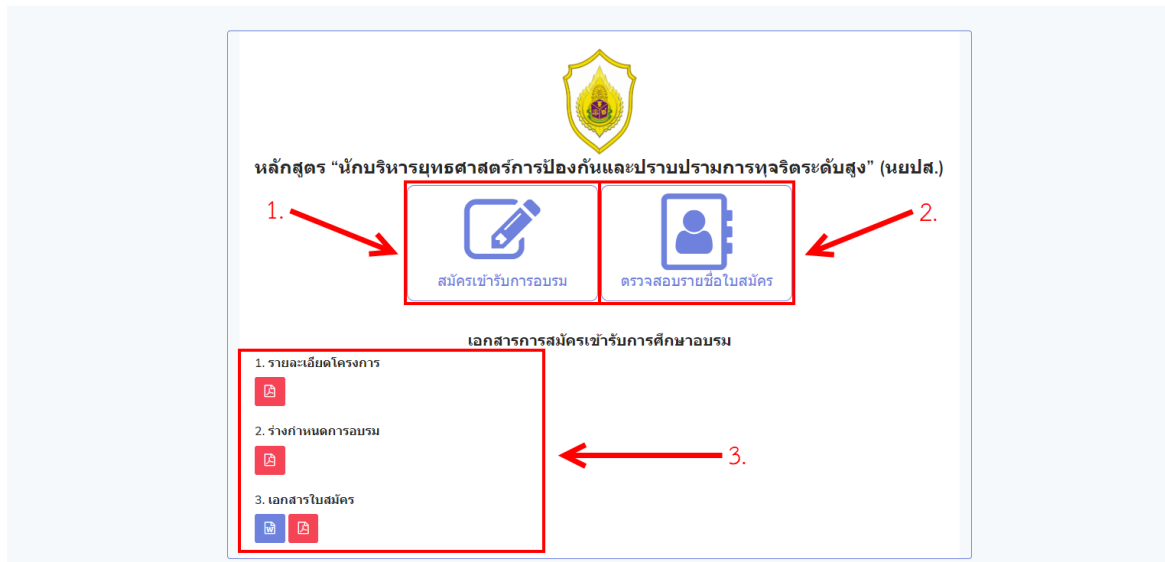 หลักสูตร “นักบริหารยุทธศาสตร์การป้องกันและปราบปรามการทุจริตระดับสูง” (นยปส.)
1.
2.
สมัครเข้ารับการอบรม
ตรวจสอบรายชื่อใบสมัคร
เอกสารการสมัครเข้ารับการศึกษาอบรม
1. รายละเอียดโครงการ
2. ร่างกำหนดการอบรม
3.
3. เอกสารใบสมัคร